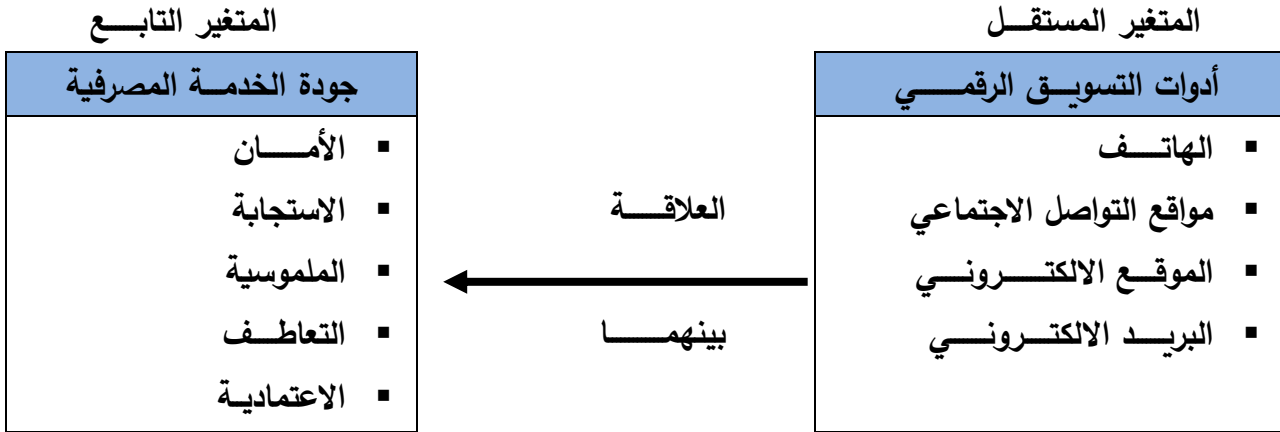 المتغير المستقل
المتغير التابع
أدوات التسويق الرقمي
الهاتف
مواقع التواصل الاجتماعي
الموقع الالكتروني
البريد الالكتروني
العلاقة
بينهما
جودة الخدمة المصرفية
الأمان
الاستجابة
الملموسية
التعاطف
الاعتمادية